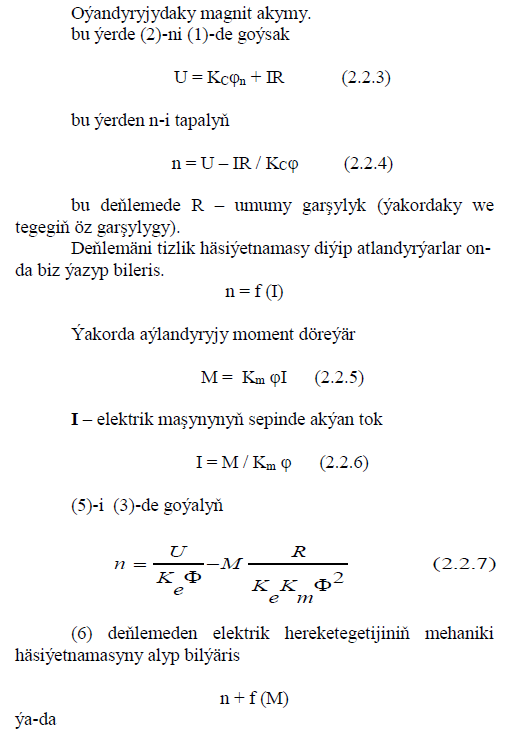 Oýandyryjydaky magnit akymy.
bu ýerde (2)-ni (1)-de goýsak
U = KCφn + IR (2.2.3)
bu ýerden n-i tapalyň
n = U – IR / KCφ (2.2.4)
bu deňlemede R – umumy garşylyk (ýakordaky we
tegegiň öz garşylygy).
Deňlemäni tizlik häsiýetnamasy diýip atlandyrýarlar on-
da biz ýazyp bileris.
n = f (I)
Ýakorda aýlandyryjy moment döreýär
M = Km φI (2.2.5)
I – elektrik maşynynyň sepinde akýan tok
I = M / Km φ (2.2.6)
(5)-i (3)-de goýalyň
n = U / KeΦ – M R / KeKmΦ² (2.2.7)
(6) deňlemeden elektrik hereketegetijiniň mehaniki
häsiýetnamasyny alyp bilýäris
n + f (M)
ýa-da